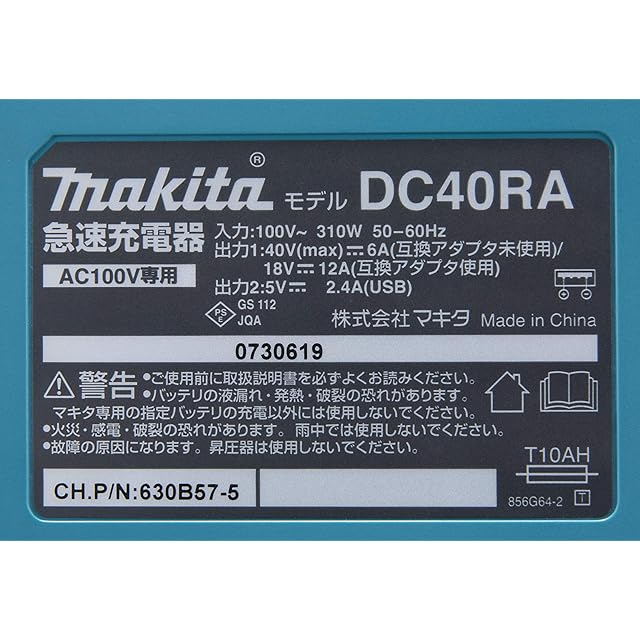 makita® モデル DC40RA
急速充電器
AC100V専用
入力:100V~ 310W 50-60Hz
出力1:40V(max)⎓6A(互換アダプタ未使用)/
18V⎓12A(互換アダプタ使用)
出力2:5V⎓ 2.4A(USB)
PS
E
GS 112
JQA
株式会社マキタ Made in China
0730619
⚠警告
•ご使用前に取扱説明書を必ずよくお読みください。
•バッテリの液漏れ・発熱・破裂の恐れがあります。
マキタ専用の指定バッテリの充電以外には使用しないでください。
•火災・感電・破裂の恐れがあります。雨中では使用しないでください。
•故障の原因になります。昇圧器は使用しないでください。
T10AH
CH.P/N:630B57-5
856G64-2 T